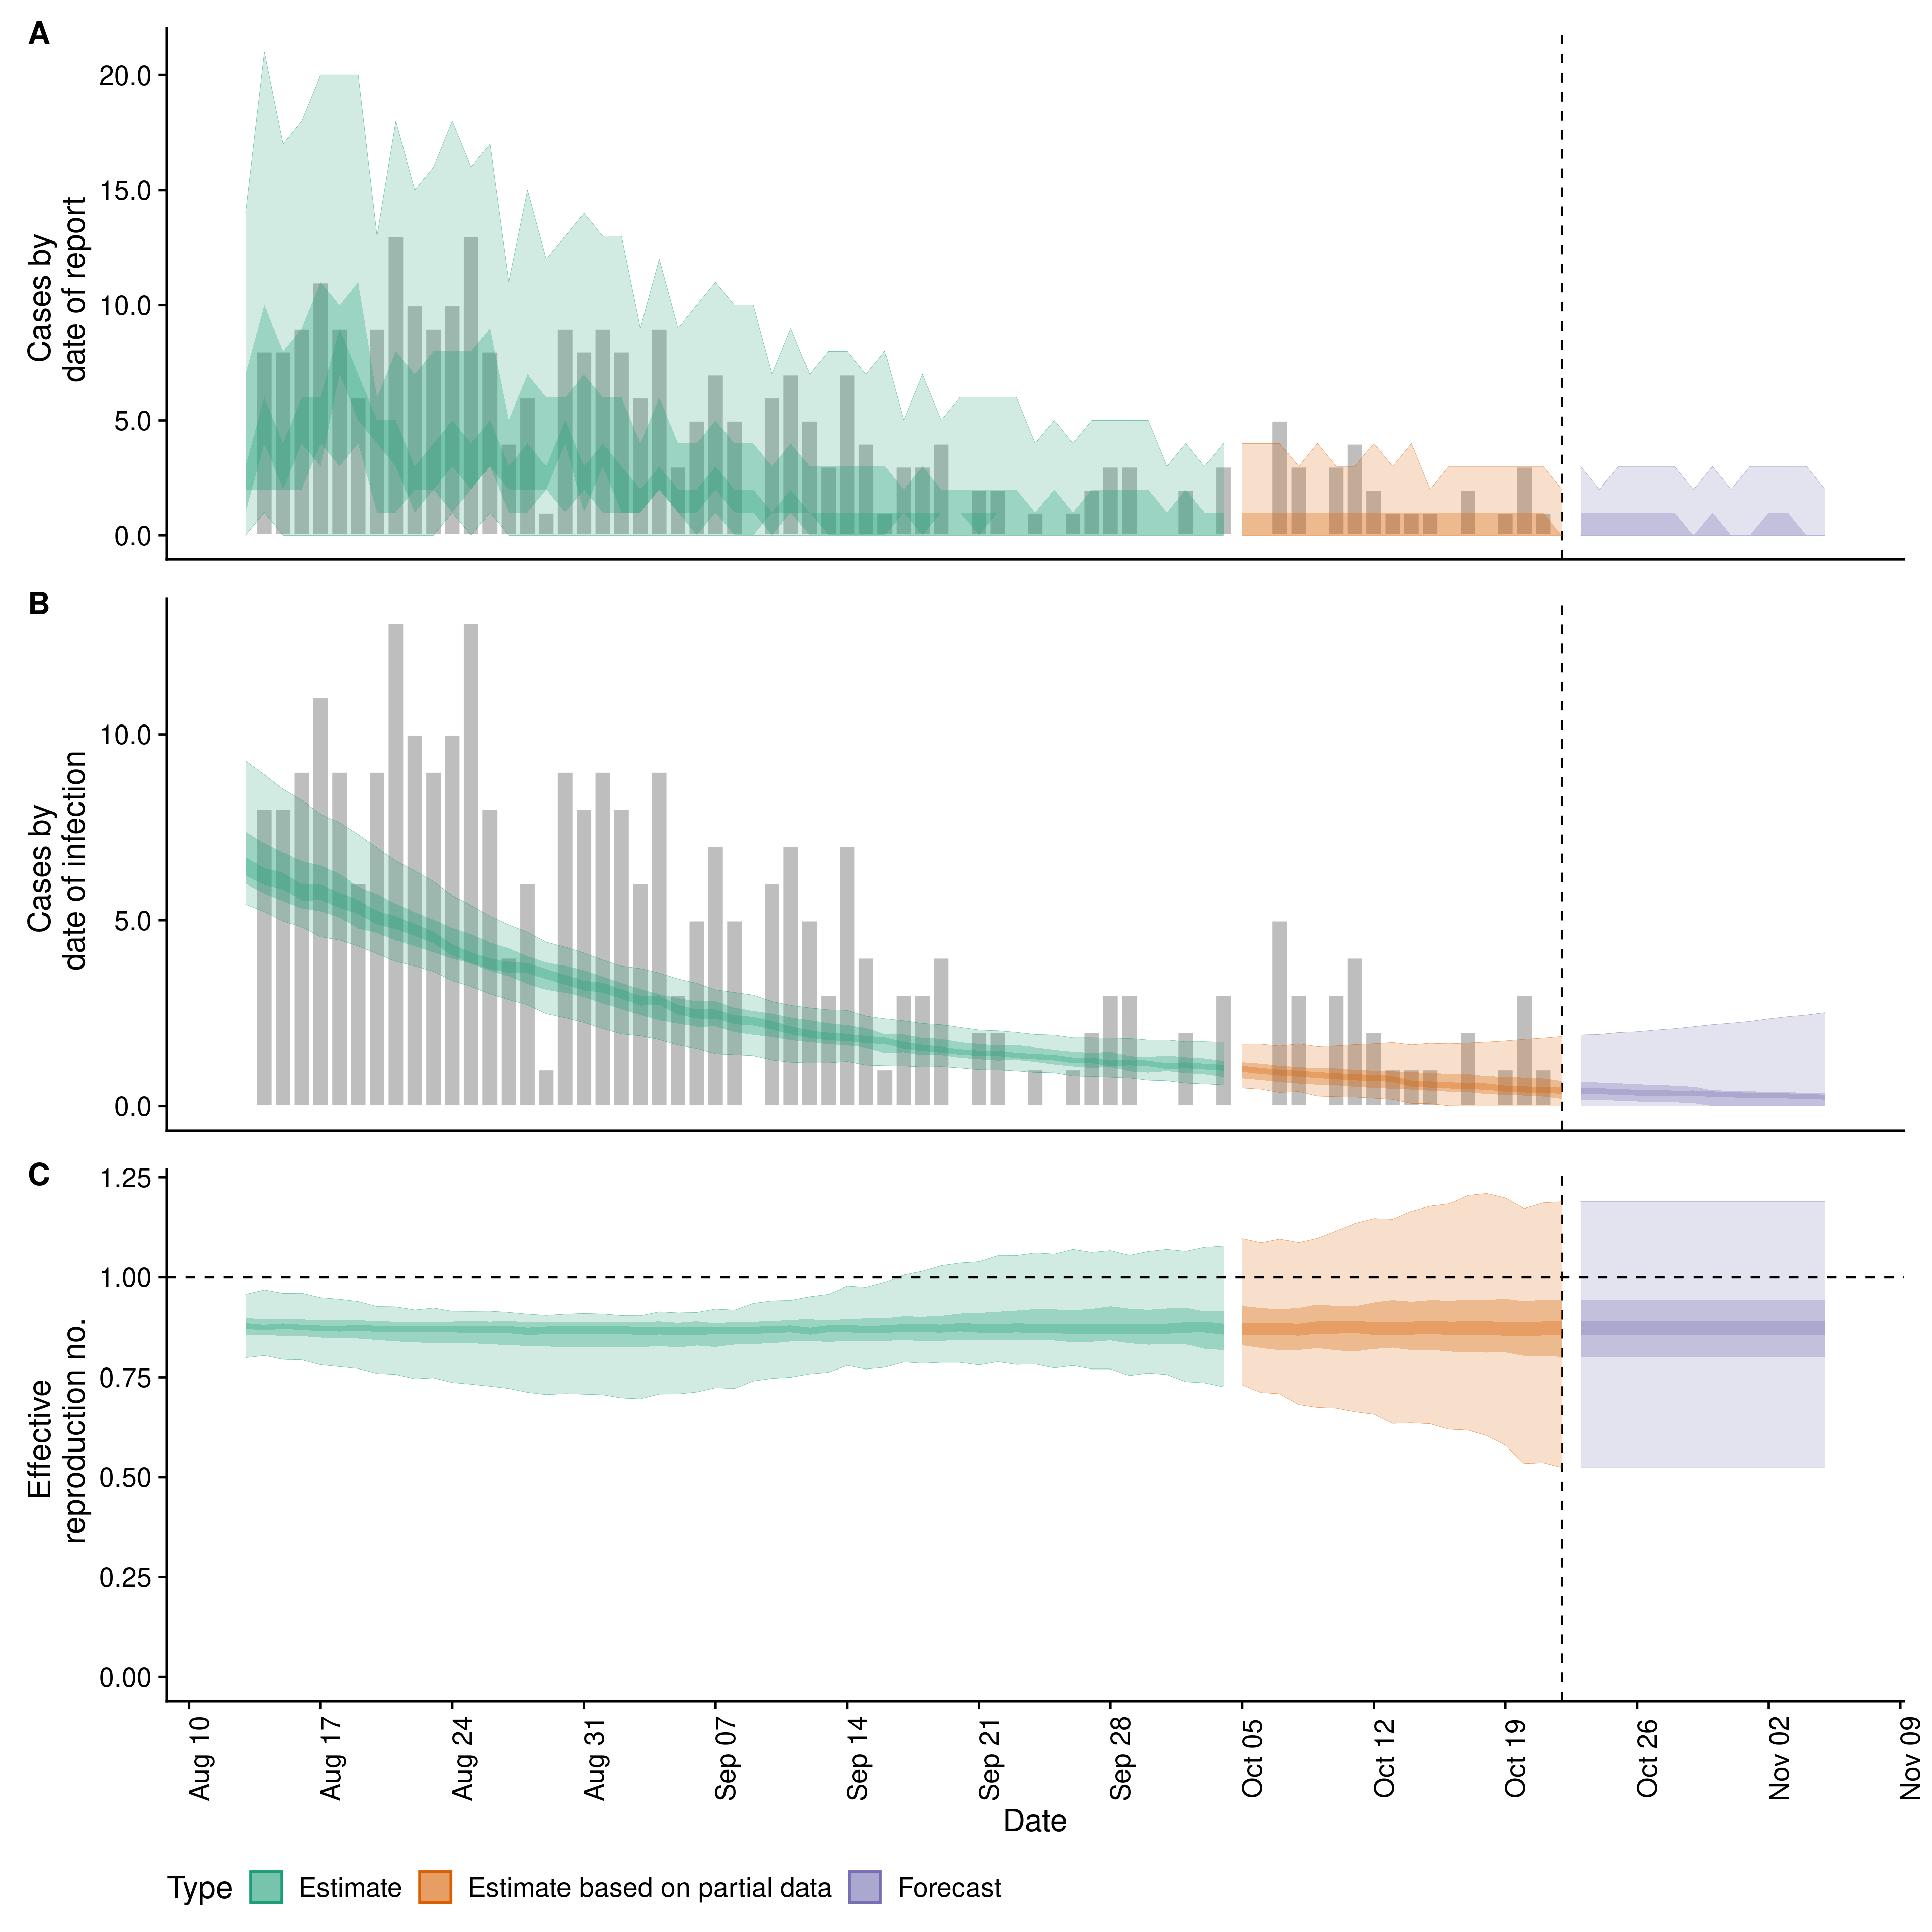 A
20.0
15.0
10.0
5.0
0.0
Cases by
date of report
B
10.0
5.0
0.0
Cases by
date of infection
C
1.25
1.00
0.75
0.50
0.25
0.00
Effective
reproduction no.
Aug 10
Aug 17
Aug 24
Aug 31
Sep 07
Sep 14
Sep 21
Sep 28
Oct 05
Oct 12
Oct 19
Oct 26
Nov 02
Nov 09
Date
Type Estimate Estimate based on partial data Forecast